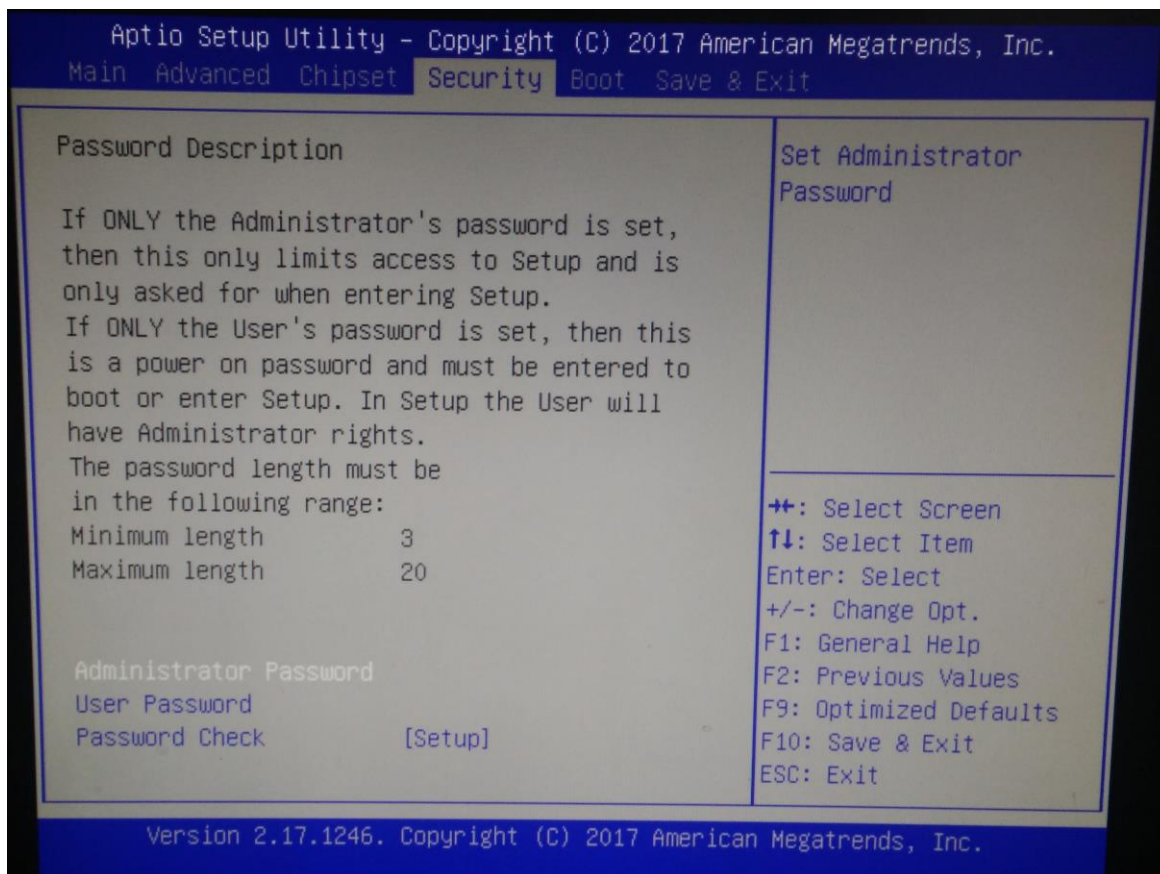 Aptio Setup Utility – Copyright (C) 2017 American Megatrends, Inc.
Main Advanced Chipset Security Boot Save & Exit
Password Description
If ONLY the Administrator's password is set,
then this only limits access to Setup and is
only asked for when entering Setup.
If ONLY the User's password is set, then this
is a power on password and must be entered to
boot or enter Setup. In Setup the User will
have Administrator rights.
The password length must be
in the following range:
Minimum length 3
Maximum length 20
Administrator Password
User Password
Password Check [Setup]
Set Administrator
Password
→←: Select Screen
↑↓: Select Item
Enter: Select
+/-: Change Opt.
F1: General Help
F2: Previous Values
F9: Optimized Defaults
F10: Save & Exit
ESC: Exit
Version 2.17.1246. Copyright (C) 2017 American Megatrends, Inc.